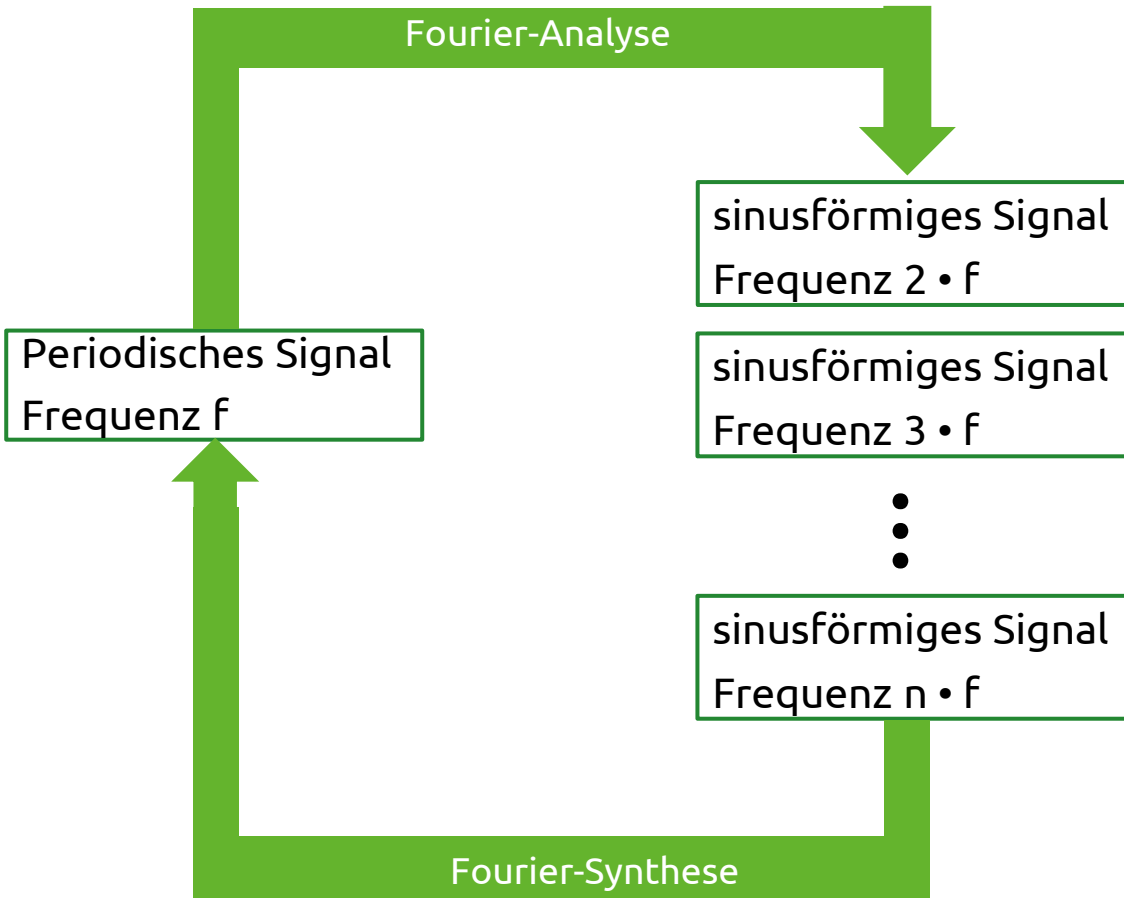 Fourier-Analyse
sinusförmiges Signal
Frequenz 2 • f
Periodisches Signal
Frequenz f
sinusförmiges Signal
Frequenz 3 • f
sinusförmiges Signal
Frequenz n • f
Fourier-Synthese